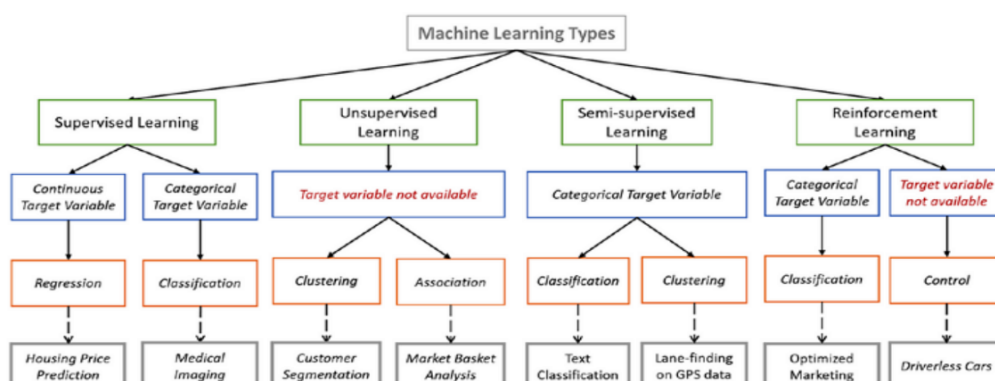 Machine Learning Types
Supervised Learning
Unsupervised
Learning
Semi-supervised
Learning
Reinforcement
Learning
Continuous
Target Variable
Categorical
Target Variable
Target variable not available
Categorical Target Variable
Categorical
Target Variable
Target variable
not available
Regression
Classification
Clustering
Association
Classification
Clustering
Classification
Control
Housing Price
Prediction
Medical
Imaging
Customer
Segmentation
Market Basket
Analysis
Text
Classification
Lane-finding
on GPS data
Optimized
Marketing
Driverless Cars